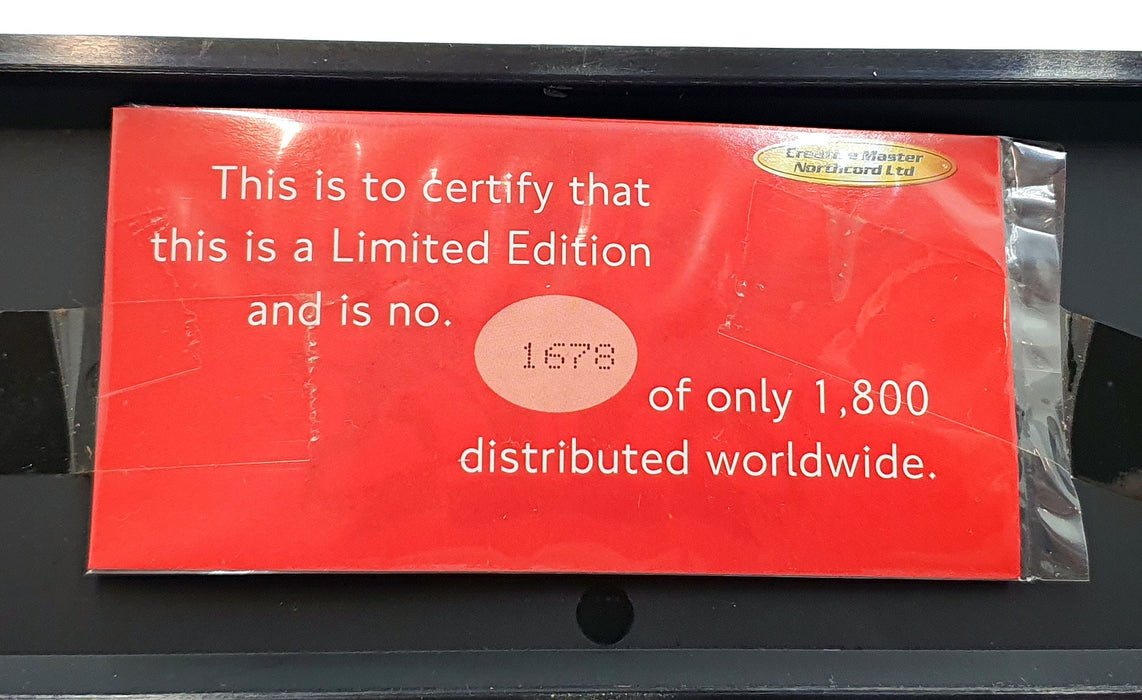 Creative Master
Northcord Ltd
This is to certify that
this is a Limited Edition
and is no.
1678
of only 1,800
distributed worldwide.